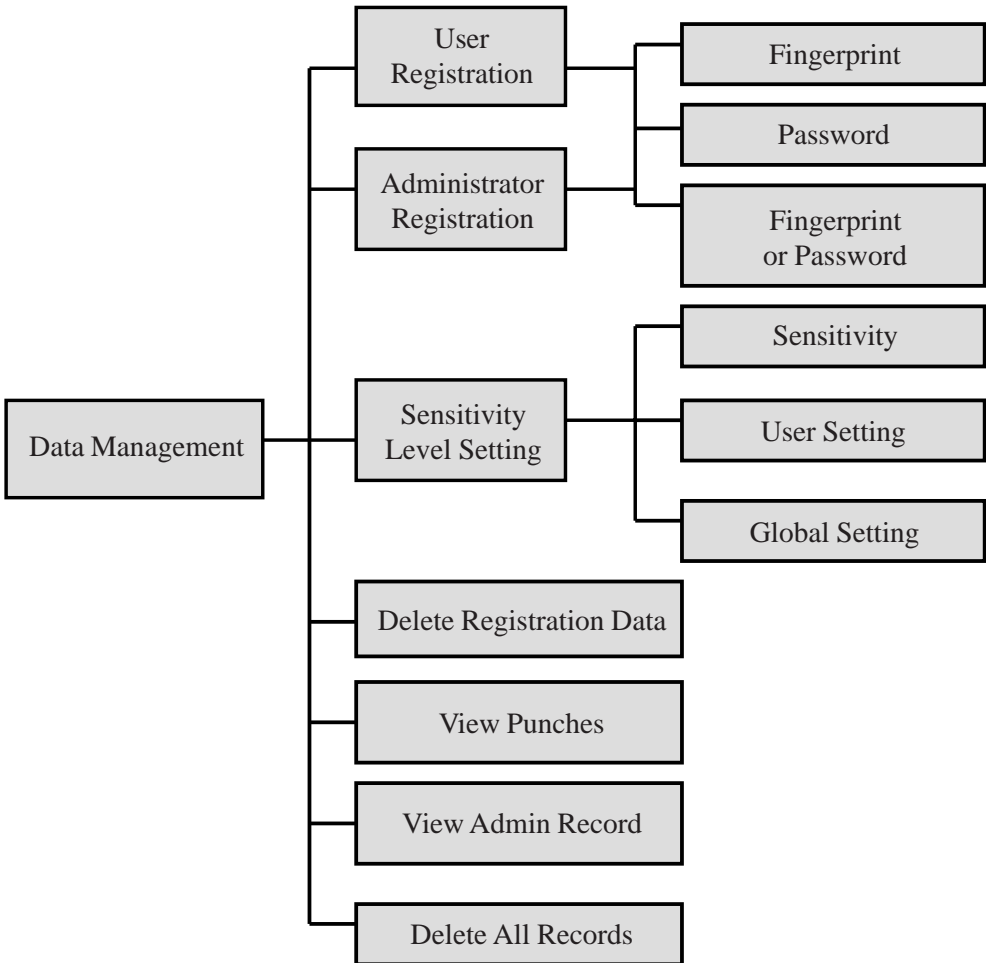 User
Registration
Fingerprint
Password
Administrator
Registration
Fingerprint
or Password
Sensitivity
Data Management
Sensitivity
Level Setting
User Setting
Global Setting
Delete Registration Data
View Punches
View Admin Record
Delete All Records